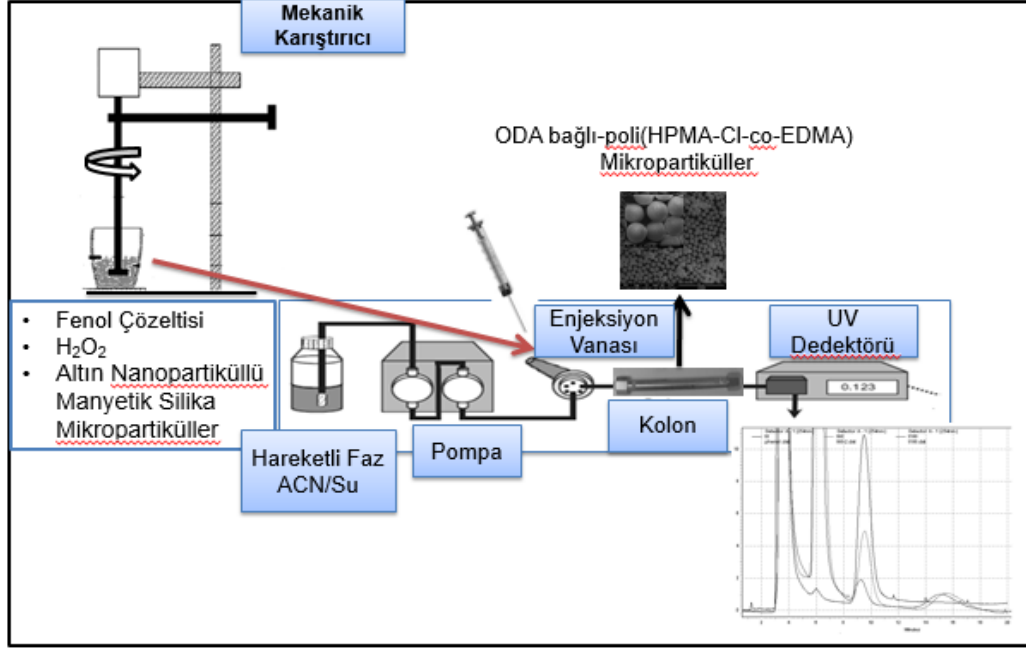 Mekanik
Karıştırıcı
ODA bağlı-poli(HPMA-Cl-co-EDMA)
Mikropartiküller
• Fenol Çözeltisi
• H₂O₂
• Altın Nanopartiküllü
Manyetik Silika
Mikropartiküller
Enjeksiyon
Vanası
UV
Dedektörü
0.123
Kolon
Pompa
Hareketli Faz
ACN/Su